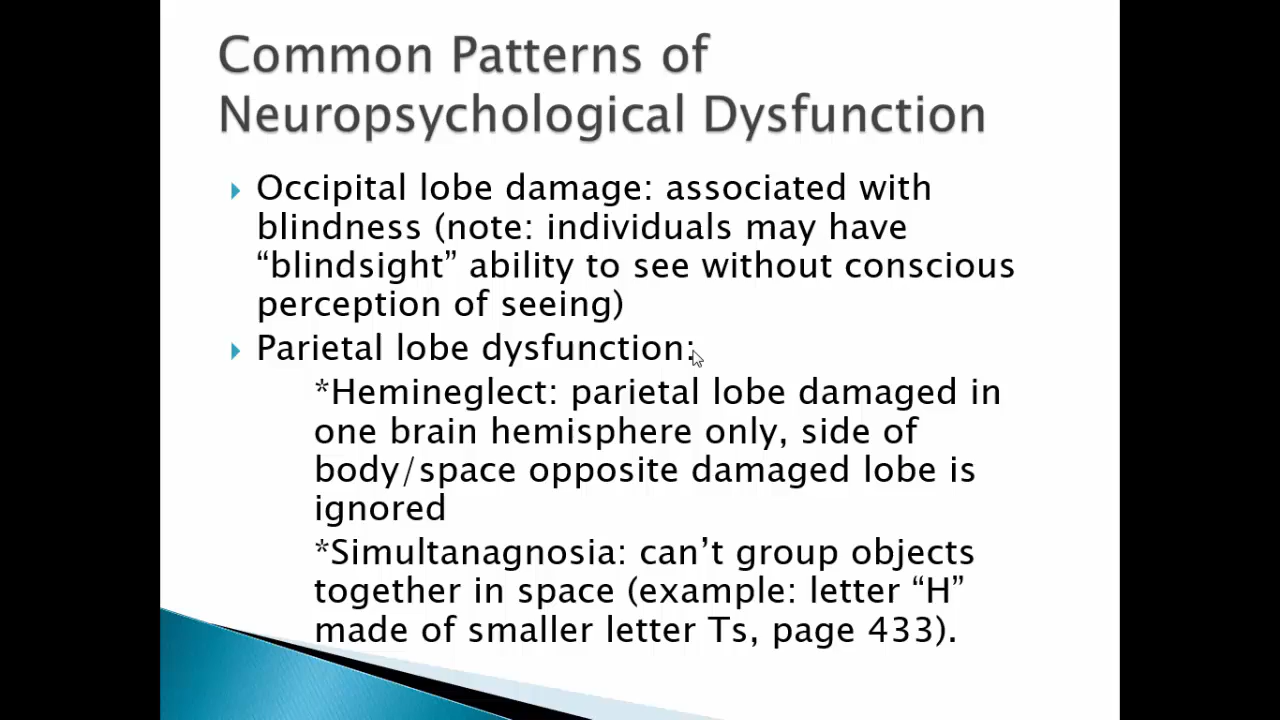 Common Patterns of
Neuropsychological Dysfunction
Occipital lobe damage: associated with
blindness (note: individuals may have
“blindsight” ability to see without conscious
perception of seeing)
Parietal lobe dysfunction:
*Hemineglect: parietal lobe damaged in
one brain hemisphere only, side of
body/space opposite damaged lobe is
ignored
*Simultanagnosia: can’t group objects
together in space (example: letter “H”
made of smaller letter Ts, page 433).